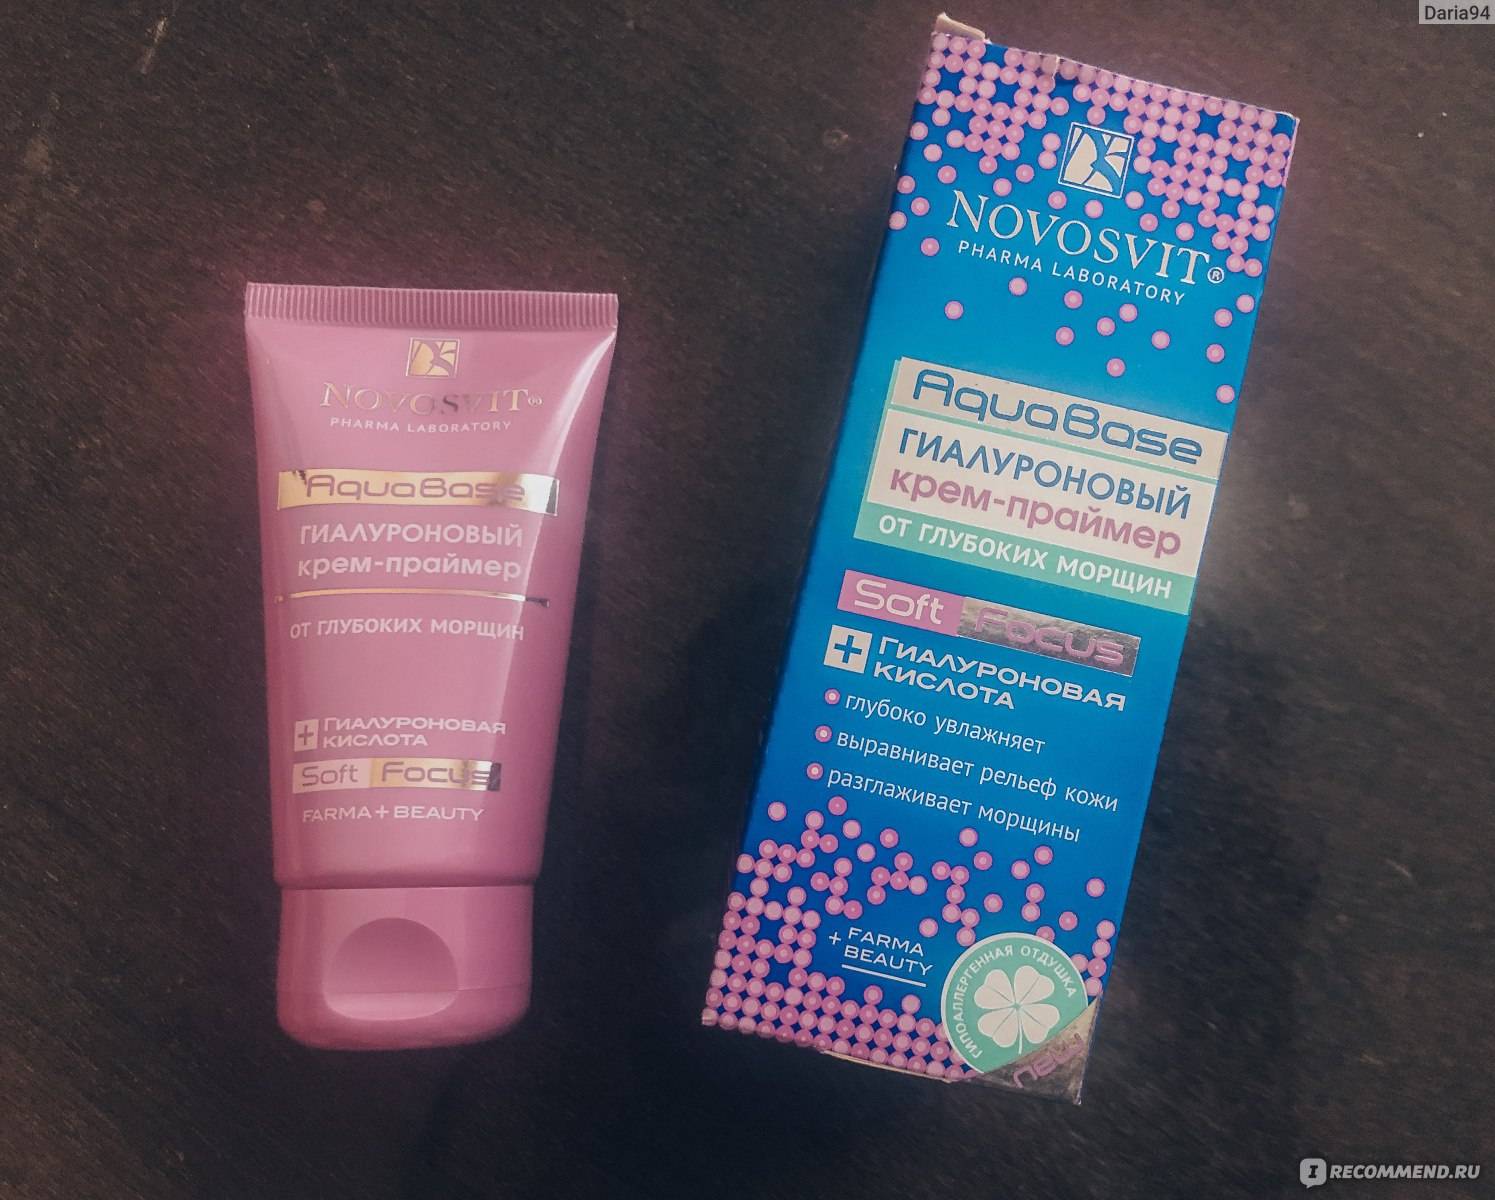 Daria94
NOVOSVIT®
PHARMA LABORATORY
AquaBase
ГИАЛУРОНОВЫЙ
крем-праймер
ОТ ГЛУБОКИХ МОРЩИН
+ ГИАЛУРОНОВАЯ
КИСЛОТА
Soft Focus
FARMA+BEAUTY
NOVOSVIT®
PHARMA LABORATORY
AquaBase
ГИАЛУРОНОВЫЙ
крем-праймер
ОТ ГЛУБОКИХ МОРЩИН
Soft Focus
+ ГИАЛУРОНОВАЯ
КИСЛОТА
глубоко увлажняет
выравнивает рельеф кожи
разглаживает морщины
+ FARMA
BEAUTY
ГИПОАЛЛЕРГЕННАЯ ОТДУШКА
new
IRECOMMEND.RU